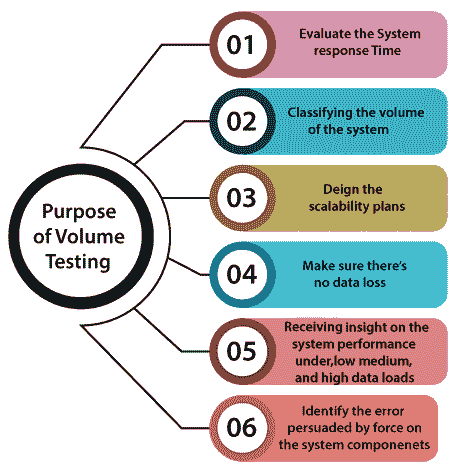 Purpose
of Volume
Testing
01
Evaluate the System
response Time
02
Classifying the volume
of the system
03
Deign the
scalability plans
04
Make sure there's
no data loss
05
Receiving insight on the
system performance
under,low medium,
and high data loads
06
Identify the error
persuaded by force on
the system componenets